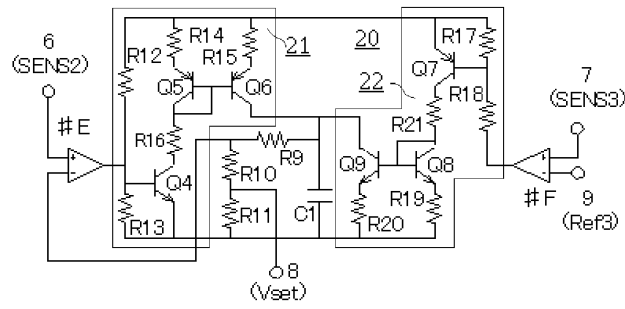 6
(SENS2)
♯E
R12
R14
R15
21
20
Q5
Q6
Q7
R17
22
R18
7
(SENS3)
R16
R9
R21
Q4
R10
Q9
Q8
R13
R11
C1
R20
R19
♯F
9
(Ref3)
8
(Vset)